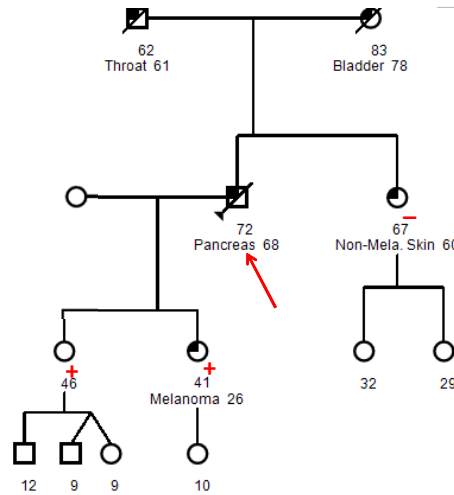 62 83
Throat 61 Bladder 78
72 67
Pancreas 68 Non-Mela. Skin 60
+ + −
46 41 32 29
Melanoma 26
12 9 9 10